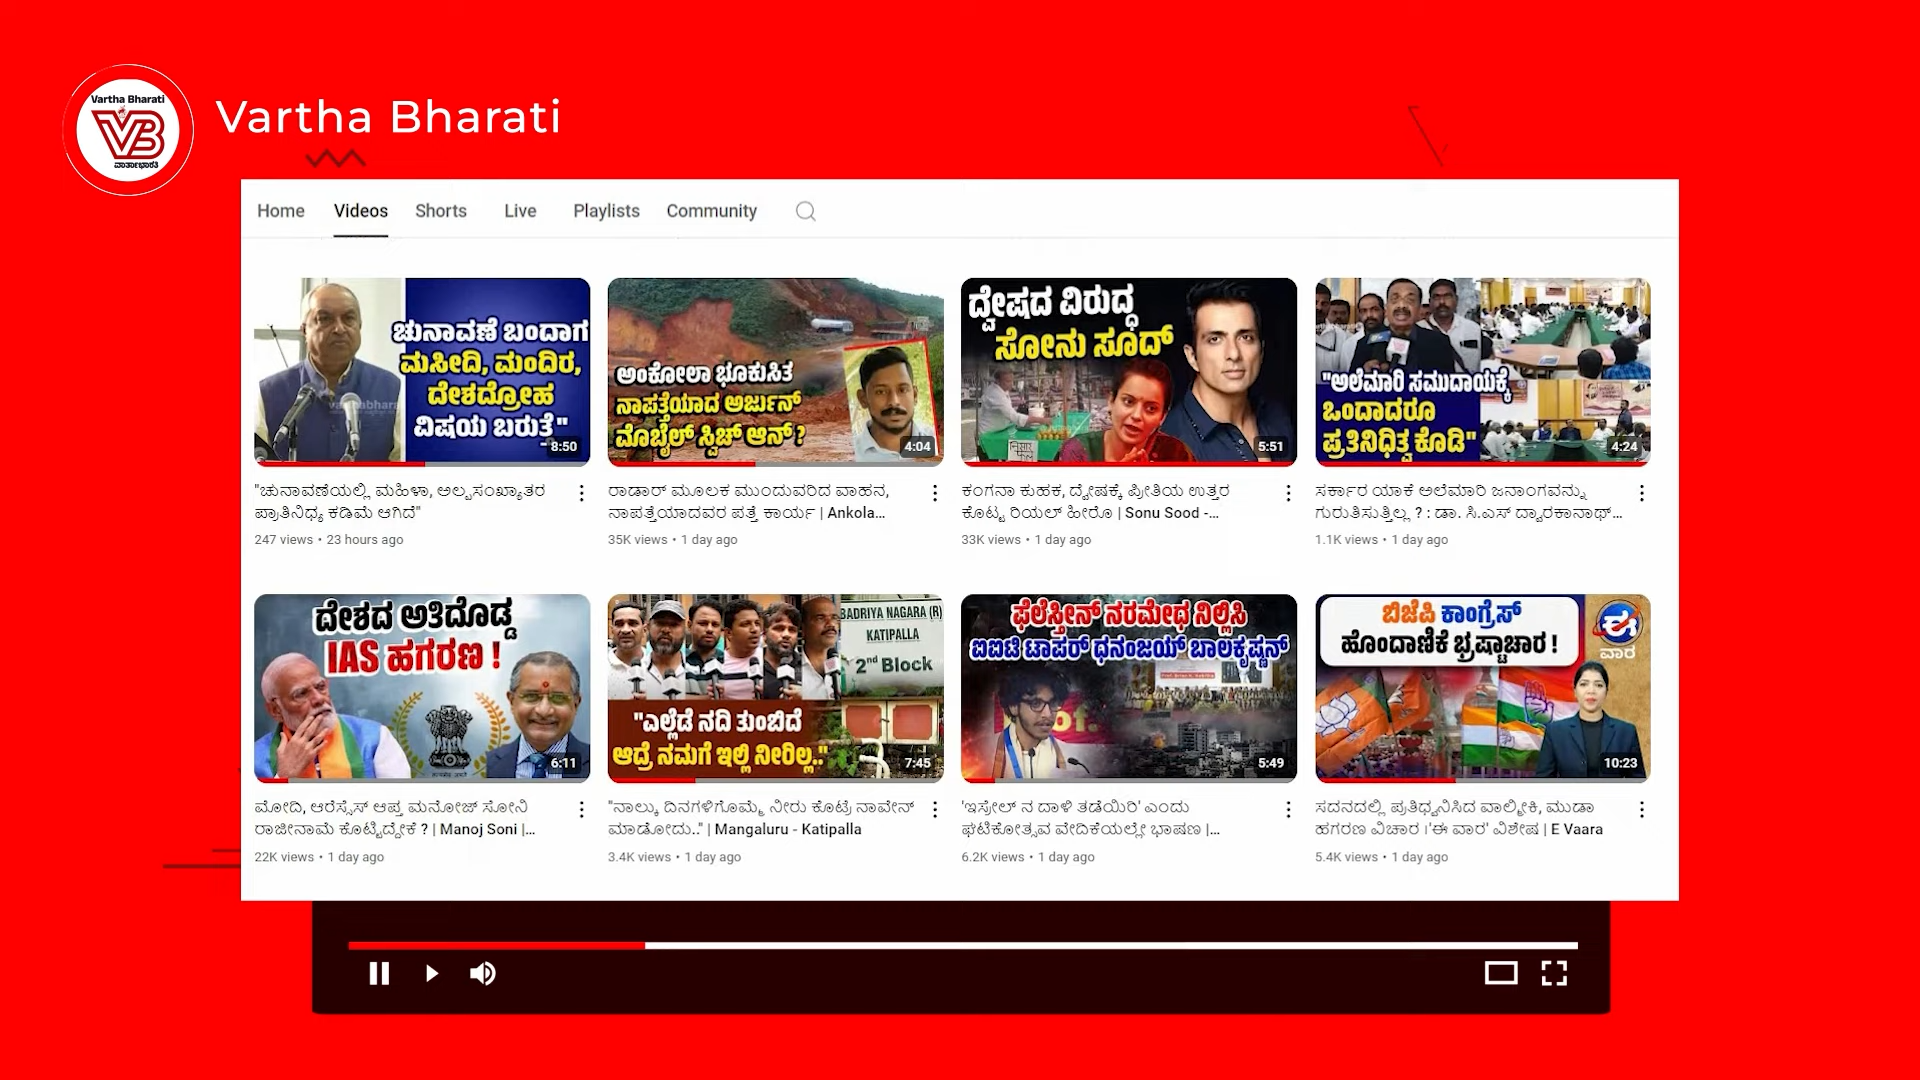 Vartha Bharati
VB
ವಾರ್ತಾಭಾರತಿ
Vartha Bharati
Home Videos Shorts Live Playlists Community
ಚುನಾವಣೆ ಬಂದಾಗ
ಮಸೀದಿ, ಮಂದಿರ,
ದೇಶದ್ರೋಹ
ವಿಷಯ ಬರುತೆ"
8:50
"ಚುನಾವಣೆಯಲ್ಲಿ ಮಹಿಳಾ, ಅಲ್ಪಸಂಖ್ಯಾತರ
ಪ್ರಾತಿನಿಧ್ಯ ಕಡಿಮೆ ಆಗಿದೆ"
247 views • 23 hours ago
ಅಂಕೋಲಾ ಭೂಕುಸಿತ
ನಾಪತ್ತೆಯಾದ ಅರ್ಜುನ್
ಮೊಬೈಲ್ ಸ್ವಿಚ್ ಆನ್ ?
4:04
ರಾಡಾರ್ ಮೂಲಕ ಮುಂದುವರಿದ ವಾಹನ,
ನಾಪತ್ತೆಯಾದವರ ಪತ್ತೆ ಕಾರ್ಯ | Ankola...
35K views • 1 day ago
ದ್ವೇಷದ ವಿರುದ್ಧ
ಸೋನು ಸೂದ್
5:51
ಕಂಗನಾ ಕುಹಕ, ದ್ವೇಷಕ್ಕೆ ಪ್ರೀತಿಯ ಉತ್ತರ
ಕೊಟ್ಟ ರಿಯಲ್ ಹೀರೊ | Sonu Sood -...
33K views • 1 day ago
"ಅಲೆಮಾರಿ ಸಮುದಾಯಕ್ಕೆ
ಒಂದಾದರೂ
ಪ್ರತಿನಿಧಿತ್ವ ಕೊಡಿ"
4:24
ಸರ್ಕಾರ ಯಾಕೆ ಅಲೆಮಾರಿ ಜನಾಂಗವನ್ನು
ಗುರುತಿಸುತ್ತಿಲ್ಲ ? : ಡಾ. ಸಿ.ಎಸ್ ದ್ವಾರಕಾನಾಥ್...
1.1K views • 1 day ago
ದೇಶದ ಅತಿದೊಡ್ಡ
IAS ಹಗರಣ !
6:11
ಮೋದಿ, ಆರೆಸ್ಸೆಸ್ ಆಪ್ತ ಮನೋಜ್ ಸೋನಿ
ರಾಜೀನಾಮೆ ಕೊಟ್ಟಿದ್ದೇಕೆ ? | Manoj Soni |...
22K views • 1 day ago
BADRIYA NAGARA (R)
KATIPALLA
2nd Block
"ಎಲ್ಲೆಡೆ ನದಿ ತುಂಬಿದೆ
ಆದ್ರೆ ನಮಗೆ ಇಲ್ಲಿ ನೀರಿಲ್ಲ.."
7:45
"ನಾಲ್ಕು ದಿನಗಳಿಗೊಮ್ಮೆ ನೀರು ಕೊಟ್ರೆ ನಾವೇನ್
ಮಾಡೋದು.." | Mangaluru - Katipalla
3.4K views • 1 day ago
ಫೆಲೆಸ್ತೀನ್ ನರಮೇಧ ನಿಲ್ಲಿಸಿ
ಐಐಟಿ ಟಾಪರ್ ಧನಂಜಯ್ ಬಾಲಕೃಷ್ಣನ್
5:49
'ಇಸ್ರೇಲ್ ನ ದಾಳಿ ತಡೆಯಿರಿ' ಎಂದು
ಘಟಿಕೋತ್ಸವ ವೇದಿಕೆಯಲ್ಲೇ ಭಾಷಣ |...
6.2K views • 1 day ago
ಬಿಜೆಪಿ ಕಾಂಗ್ರೆಸ್
ಹೊಂದಾಣಿಕೆ ಭ್ರಷ್ಟಾಚಾರ !
ಈ
ವಾರ
10:23
ಸದನದಲ್ಲಿ ಪ್ರತಿಧ್ವನಿಸಿದ ವಾಲ್ಮೀಕಿ, ಮುಡಾ
ಹಗರಣ ವಿಚಾರ ।'ಈ ವಾರ' ವಿಶೇಷ | E Vaara
5.4K views • 1 day ago